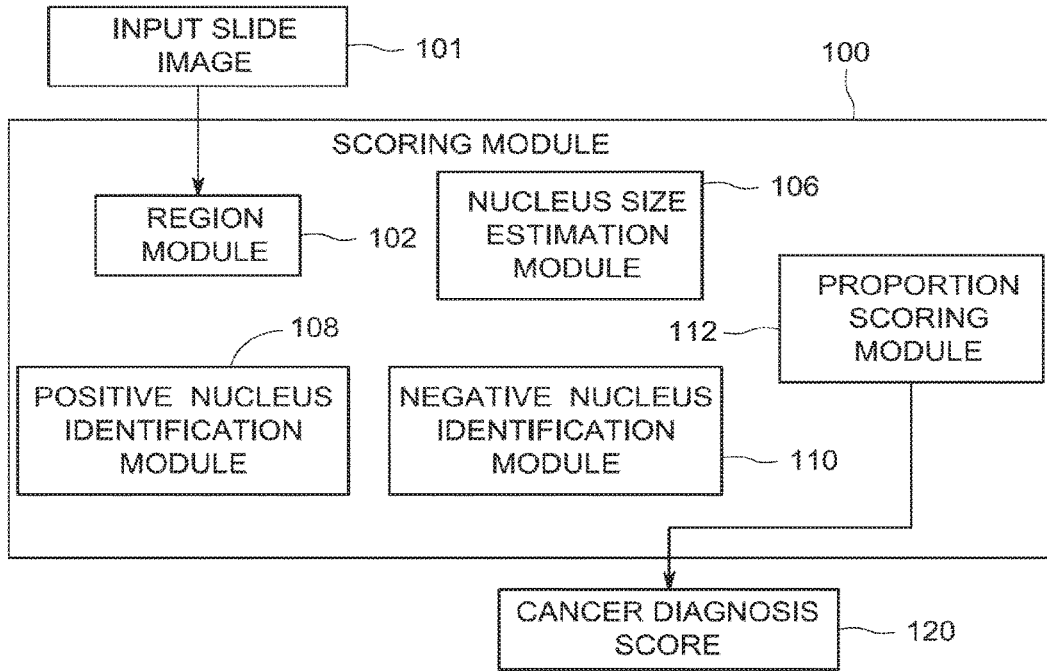 INPUT SLIDE
IMAGE
101
100
SCORING MODULE
REGION
MODULE
102
NUCLEUS SIZE
ESTIMATION
MODULE
106
PROPORTION
SCORING
MODULE
112
108
POSITIVE NUCLEUS
IDENTIFICATION
MODULE
NEGATIVE NUCLEUS
IDENTIFICATION
MODULE
110
CANCER DIAGNOSIS
SCORE
120